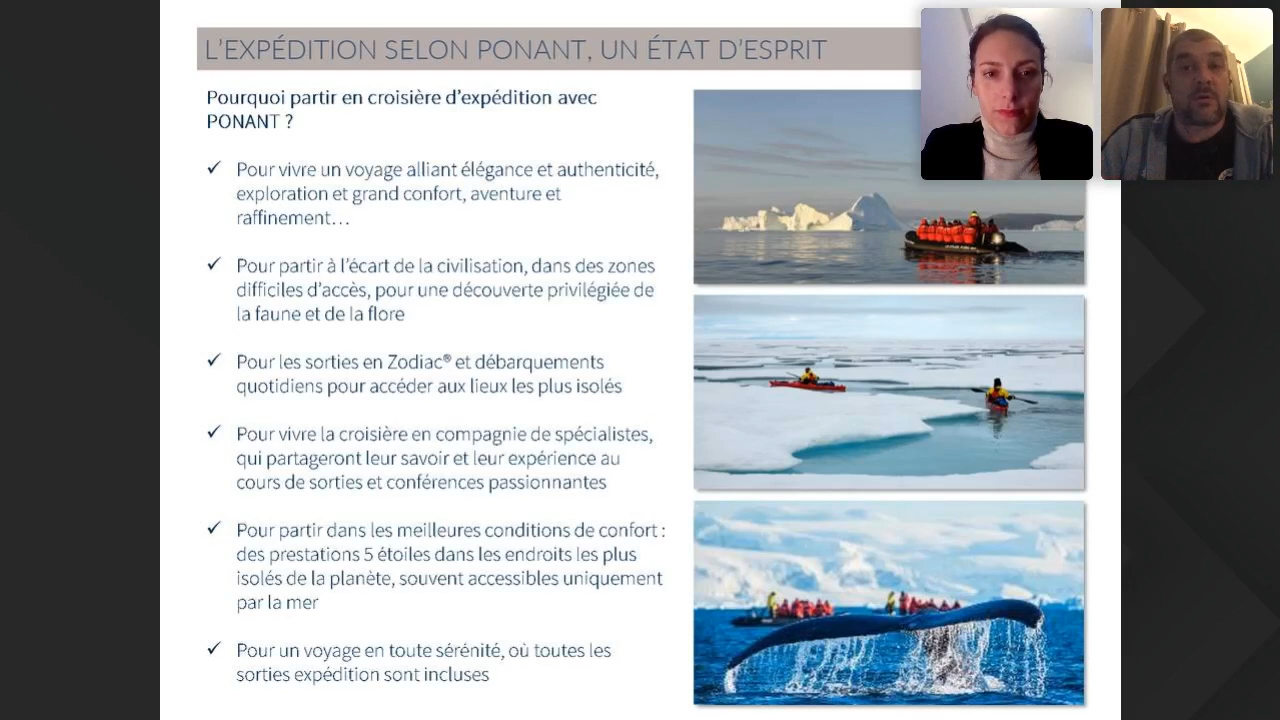 L'EXPÉDITION SELON PONANT, UN ÉTAT D'ESPRIT
Pourquoi partir en croisière d'expédition avec
PONANT ?
✓ Pour vivre un voyage alliant élégance et authenticité,
exploration et grand confort, aventure et
raffinement…
✓ Pour partir à l'écart de la civilisation, dans des zones
difficiles d'accès, pour une découverte privilégiée de
la faune et de la flore
✓ Pour les sorties en Zodiac® et débarquements
quotidiens pour accéder aux lieux les plus isolés
✓ Pour vivre la croisière en compagnie de spécialistes,
qui partageront leur savoir et leur expérience au
cours de sorties et conférences passionnantes
✓ Pour partir dans les meilleures conditions de confort :
des prestations 5 étoiles dans les endroits les plus
isolés de la planète, souvent accessibles uniquement
par la mer
✓ Pour un voyage en toute sérénité, où toutes les
sorties expédition sont incluses